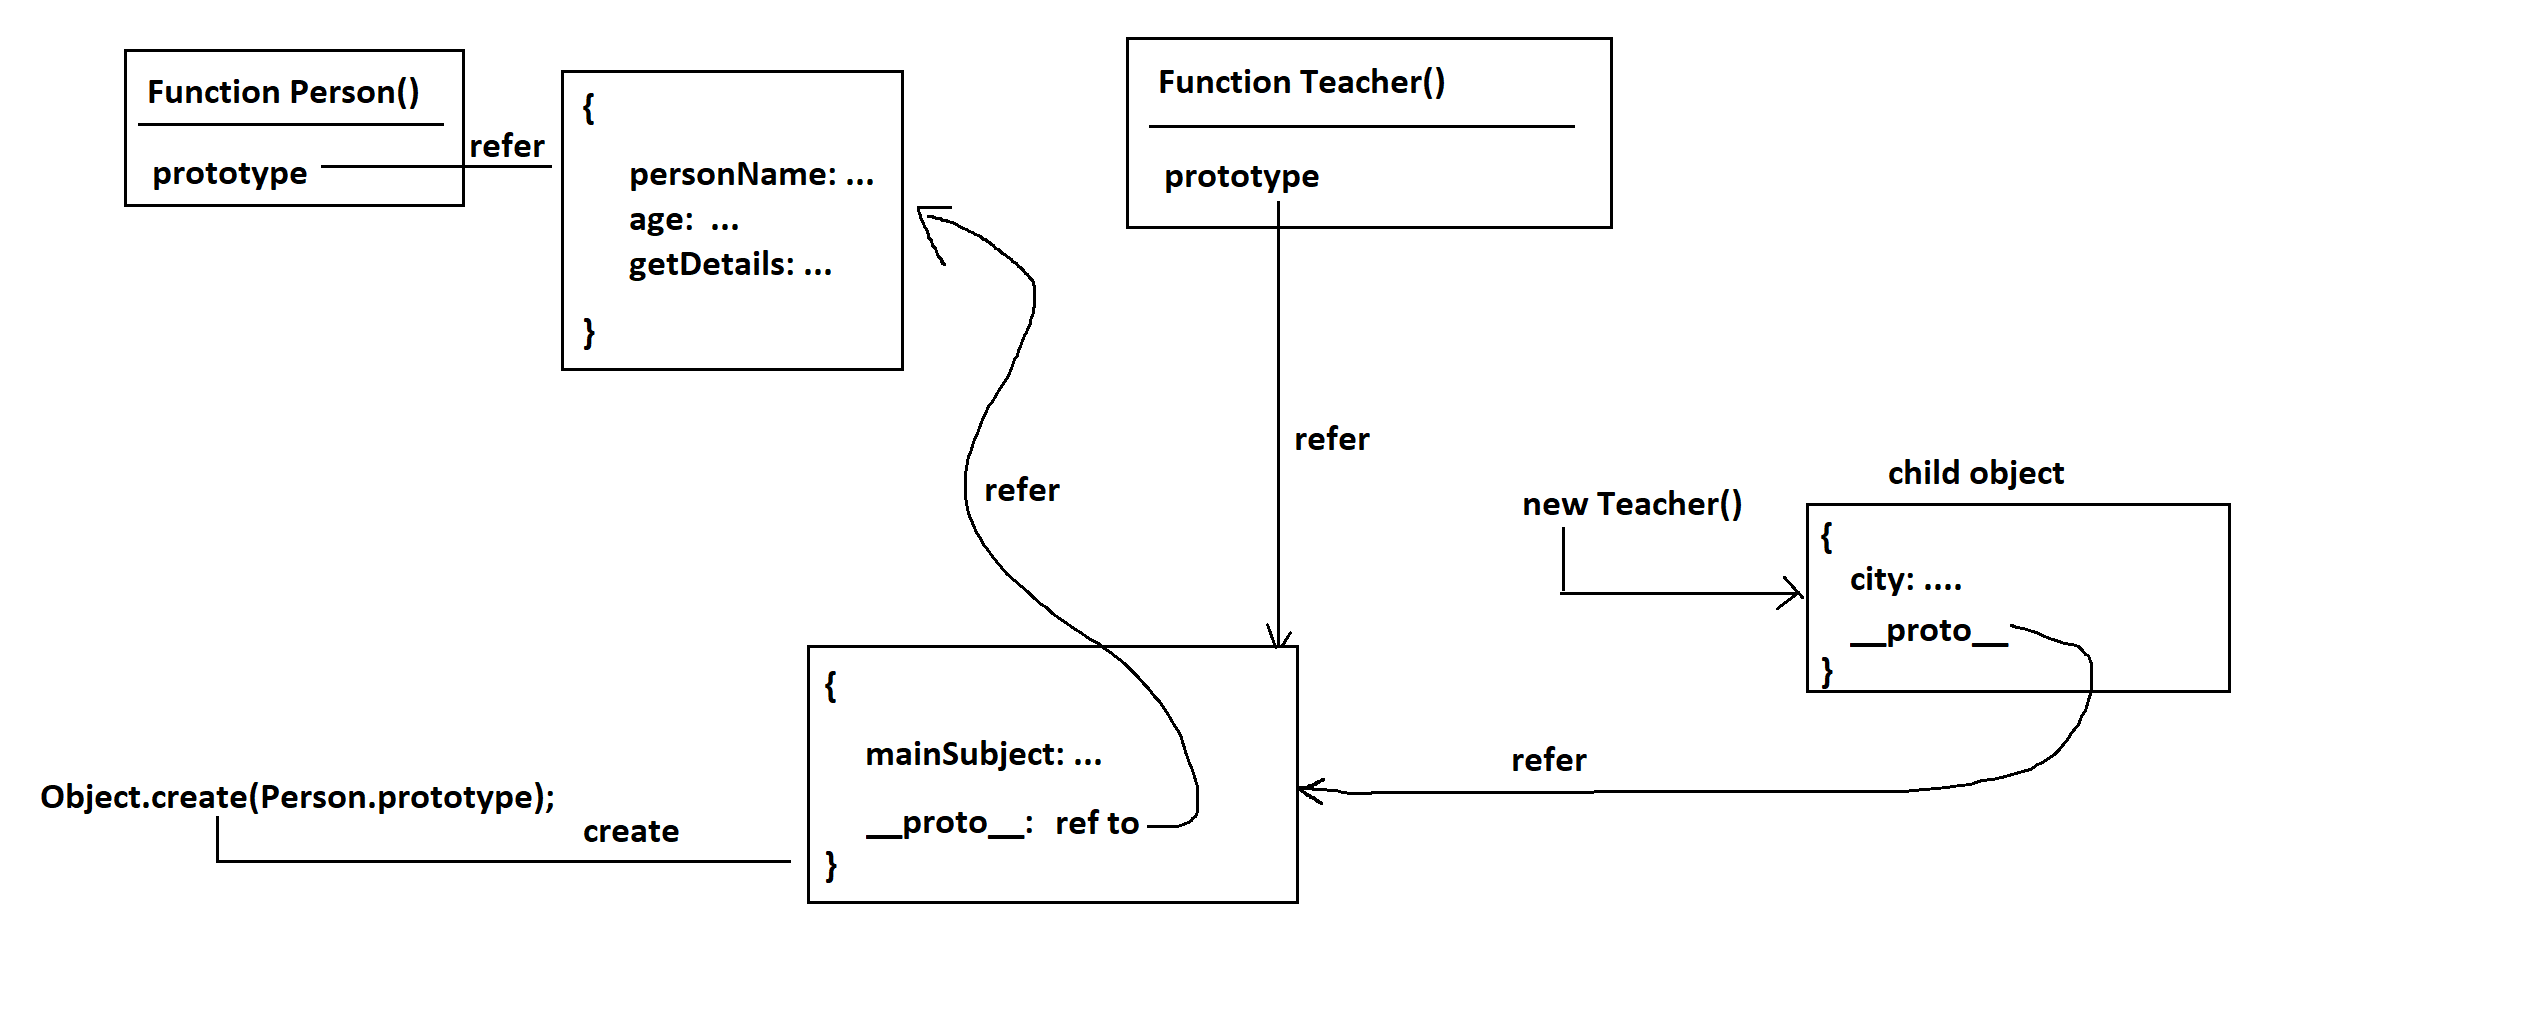 Function Person()
prototype
refer
{
personName: ...
age:  ...
getDetails: ...
}
Function Teacher()
prototype
refer
refer
new Teacher()
child object
{
city: ....
__proto__
}
refer
Object.create(Person.prototype);
create
{
mainSubject: ...
__proto__:  ref to
}